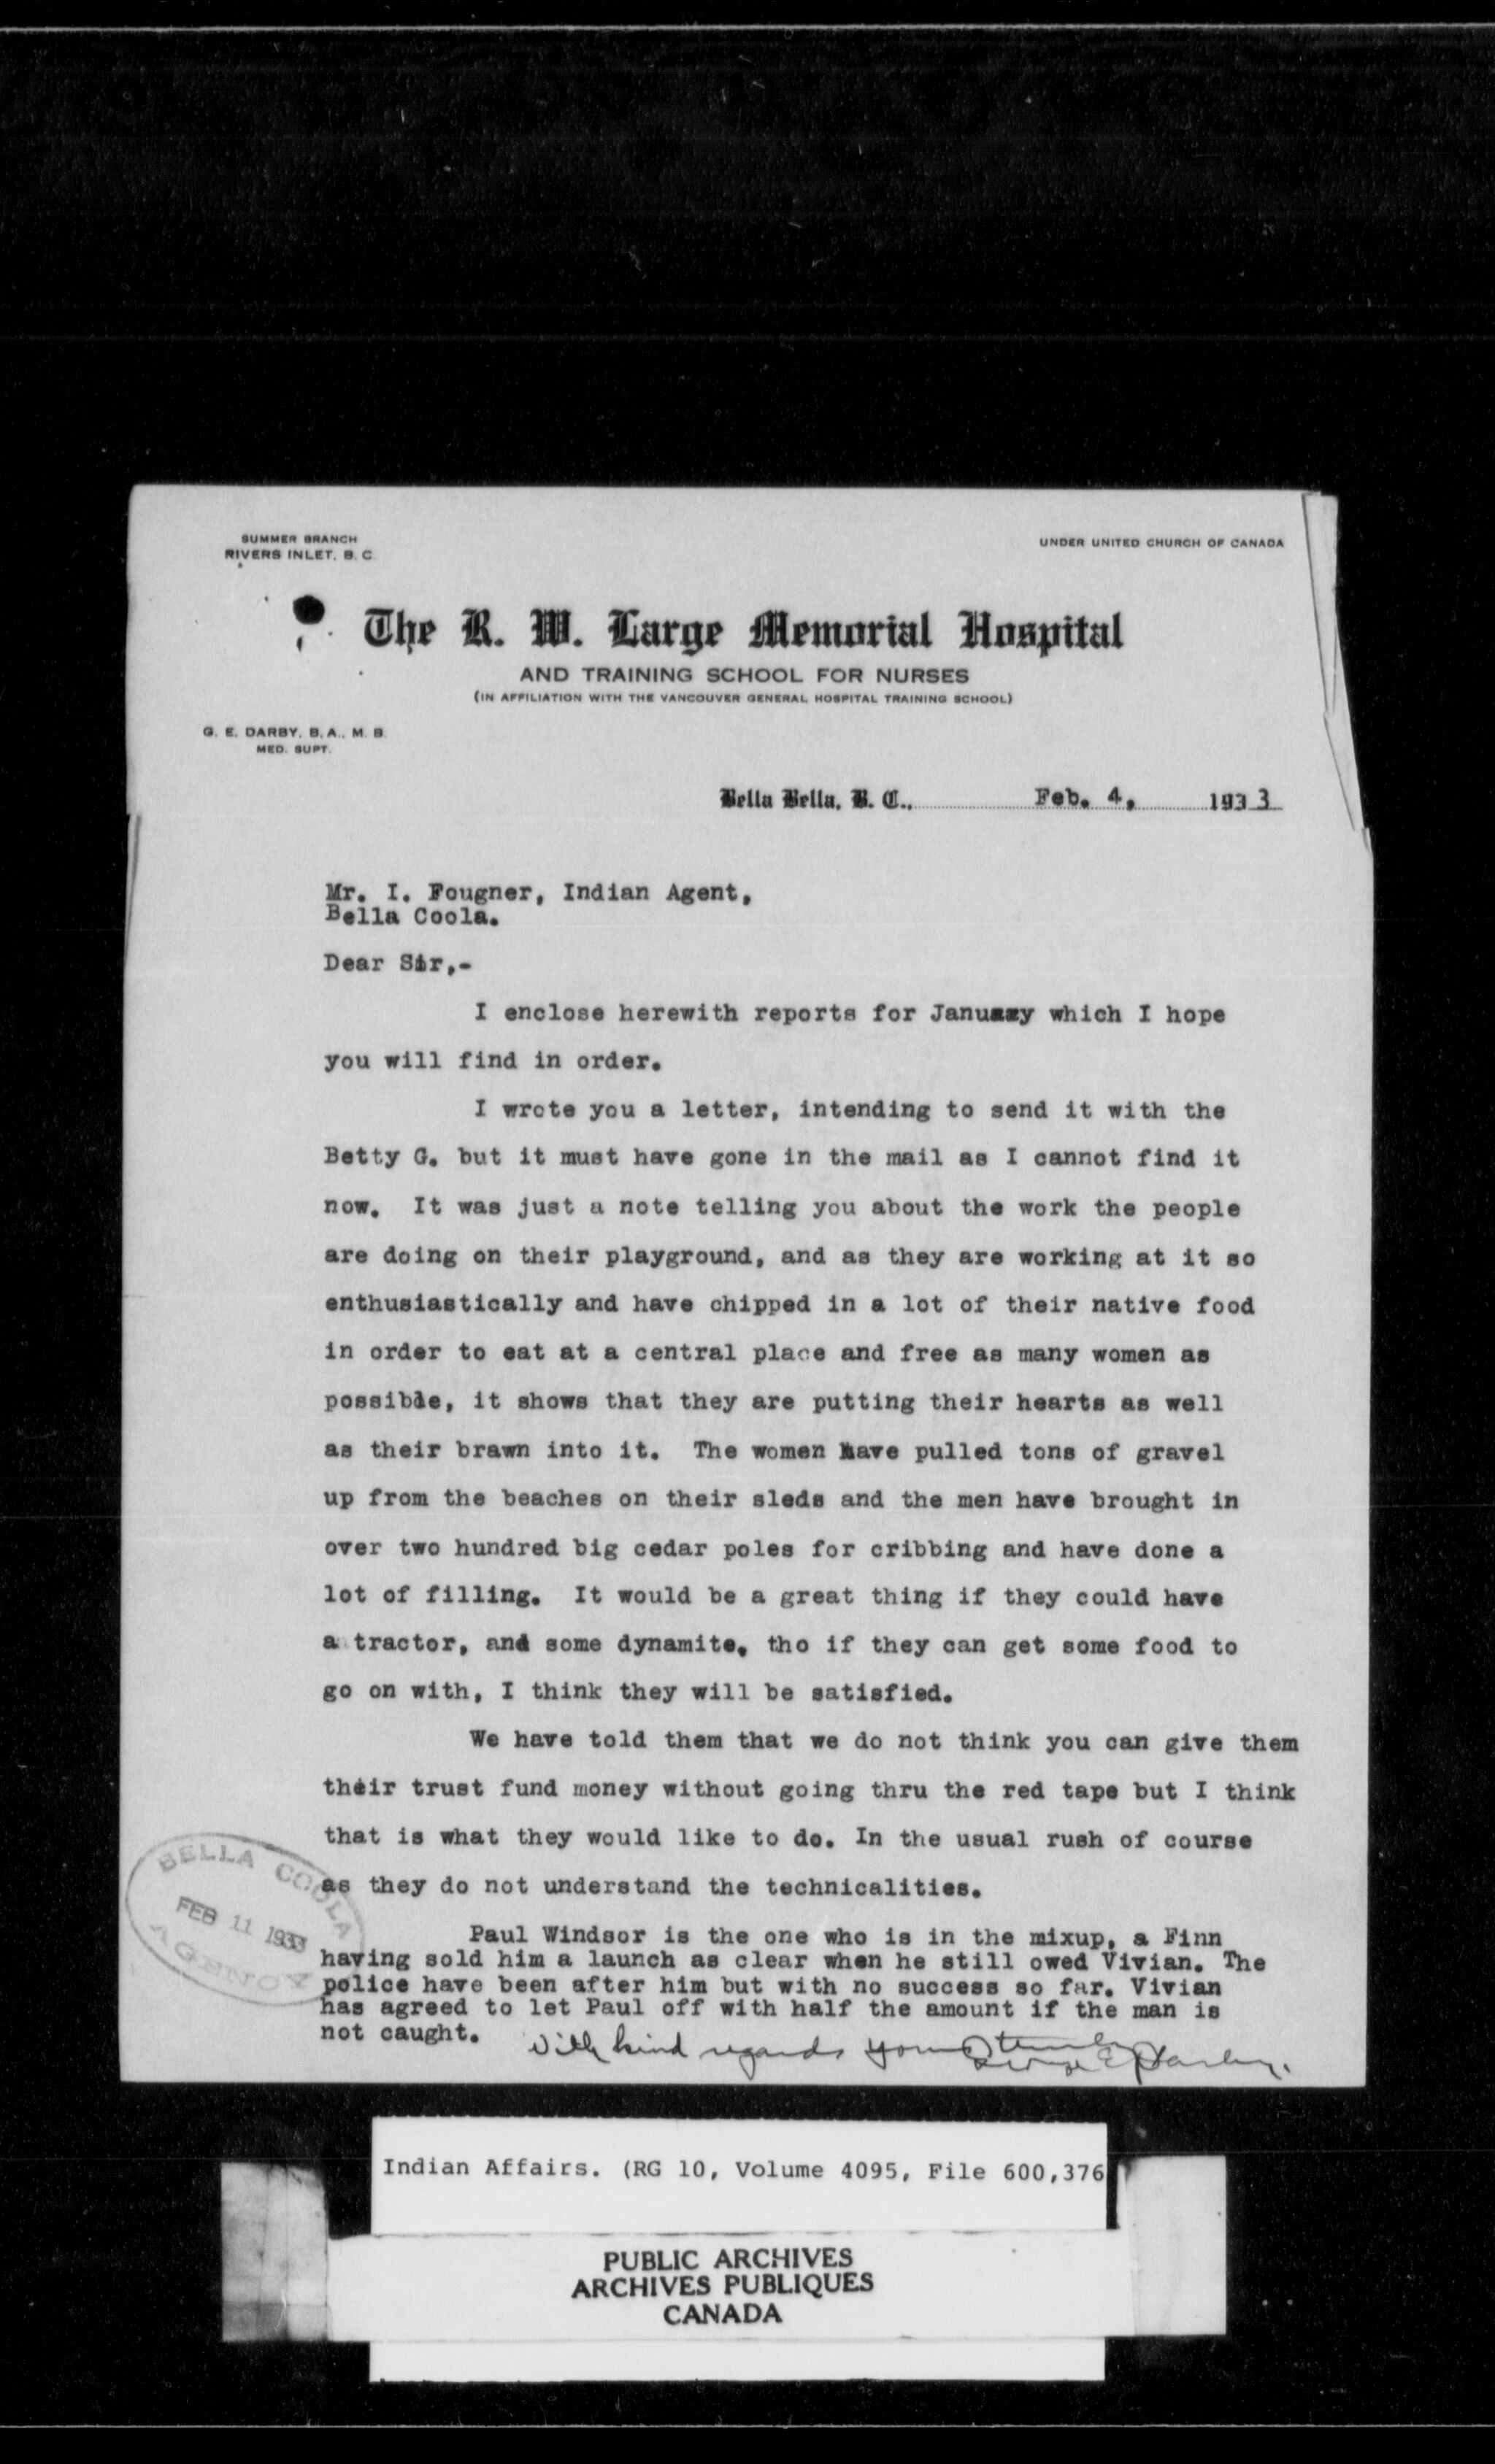 SUMMER BRANCH
RIVERS INLET, B. C.
UNDER UNITED CHURCH OF CANADA
The R. W. Large Memorial Hospital
AND TRAINING SCHOOL FOR NURSES
(IN AFFILIATION WITH THE VANCOUVER GENERAL HOSPITAL TRAINING SCHOOL)
G. E. DARBY, B. A., M. B.
MED. SUPT.
Bella Bella, B. C., Feb. 4, 1933
Mr. I. Fougner, Indian Agent,
Bella Coola.
Dear Sir,-
I enclose herewith reports for January which I hope
you will find in order.
I wrote you a letter, intending to send it with the
Betty G. but it must have gone in the mail as I cannot find it
now. It was just a note telling you about the work the people
are doing on their playground, and as they are working at it so
enthusiastically and have chipped in a lot of their native food
in order to eat at a central place and free as many women as
possible, it shows that they are putting their hearts as well
as their brawn into it. The women have pulled tons of gravel
up from the beaches on their sleds and the men have brought in
over two hundred big cedar poles for cribbing and have done a
lot of filling. It would be a great thing if they could have
a tractor, and some dynamite, tho if they can get some food to
go on with, I think they will be satisfied.
We have told them that we do not think you can give them
their trust fund money without going thru the red tape but I think
that is what they would like to do. In the usual rush of course
as they do not understand the technicalities.
BELLA COOLA
FEB 11 1933
AGENCY
Paul Windsor is the one who is in the mixup, a Finn
having sold him a launch as clear when he still owed Vivian. The
police have been after him but with no success so far. Vivian
has agreed to let Paul off with half the amount if the man is
not caught.
With kind regards yours truly
George E Darby.
Indian Affairs. (RG 10, Volume 4095, File 600,376
PUBLIC ARCHIVES
ARCHIVES PUBLIQUES
CANADA